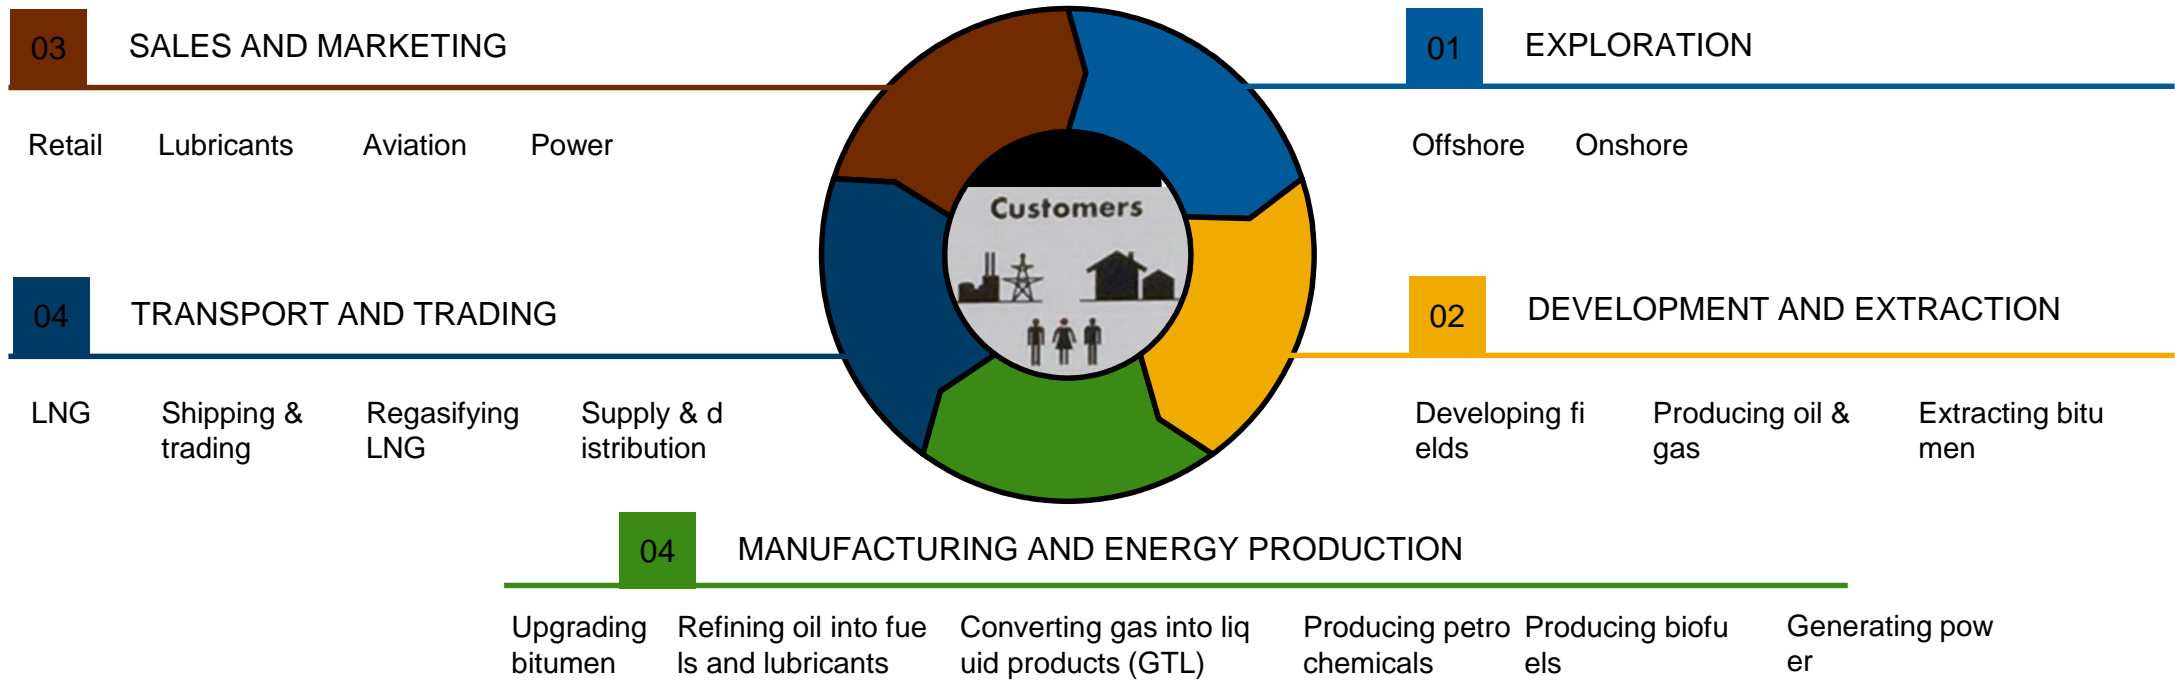 03
SALES AND MARKETING
Retail
Lubricants
Aviation
Power
01
EXPLORATION
Offshore
Onshore
Customers
04
TRANSPORT AND TRADING
LNG
Shipping &
trading
Regasifying
LNG
Supply & d
istribution
02
DEVELOPMENT AND EXTRACTION
Developing fi
elds
Producing oil &
gas
Extracting bitu
men
04
MANUFACTURING AND ENERGY PRODUCTION
Upgrading
bitumen
Refining oil into fue
ls and lubricants
Converting gas into liq
uid products (GTL)
Producing petro
chemicals
Producing biofu
els
Generating pow
er